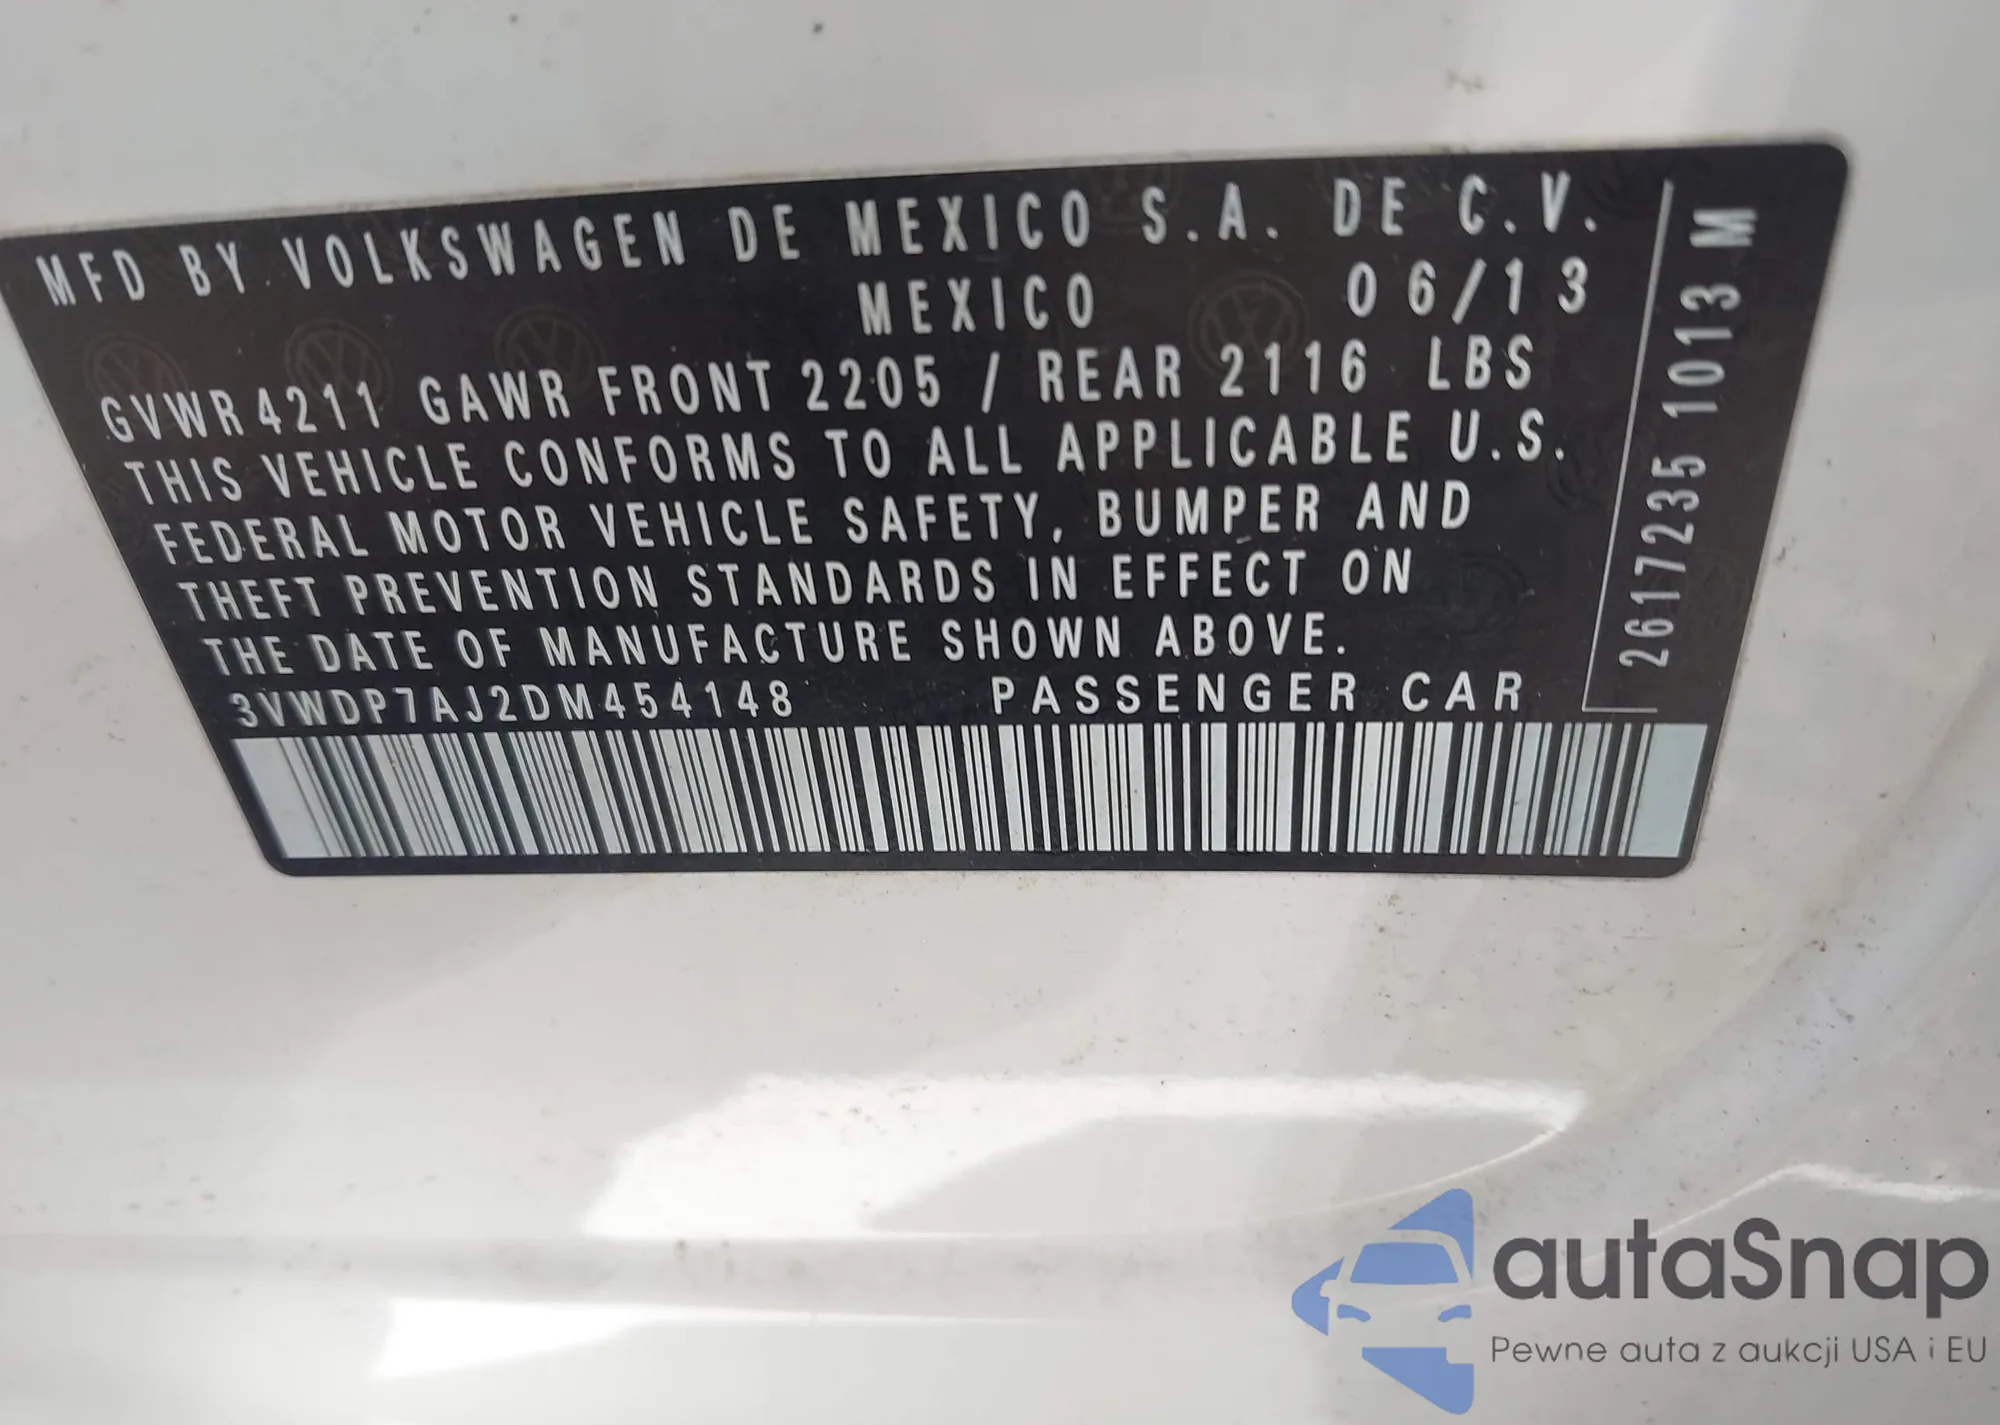 MFD BY VOLKSWAGEN DE MEXICO S.A. DE C.V.
MEXICO 06/13
GVWR 4211 GAWR FRONT 2205 / REAR 2116 LBS
THIS VEHICLE CONFORMS TO ALL APPLICABLE U.S.
FEDERAL MOTOR VEHICLE SAFETY, BUMPER AND
THEFT PREVENTION STANDARDS IN EFFECT ON
THE DATE OF MANUFACTURE SHOWN ABOVE.
3VWDP7AJ2DM454148 PASSENGER CAR
2617235 1013 M
autaSnap
Pewne auta z aukcji USA i EU